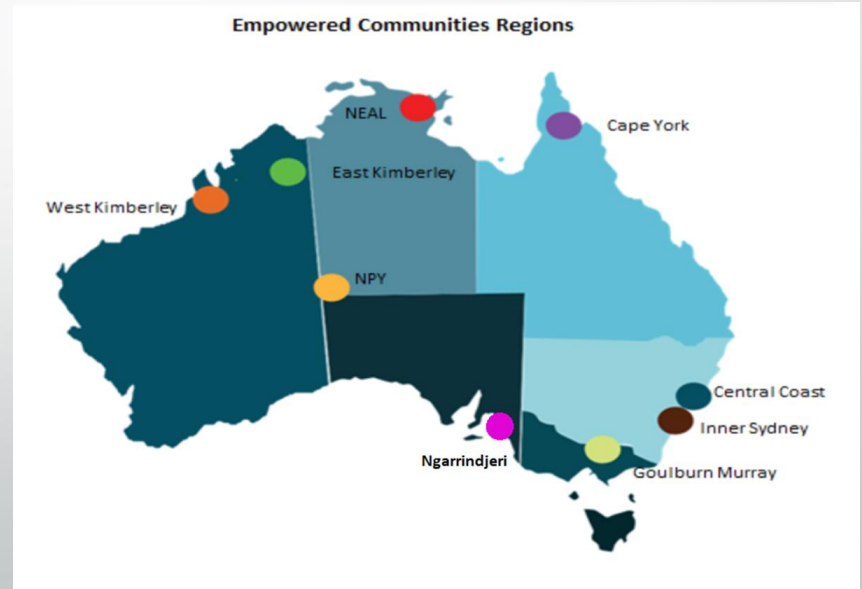 Empowered Communities Regions
NEAL
Cape York
East Kimberley
West Kimberley
NPY
Central Coast
Inner Sydney
Ngarrindjeri
Goulburn Murray